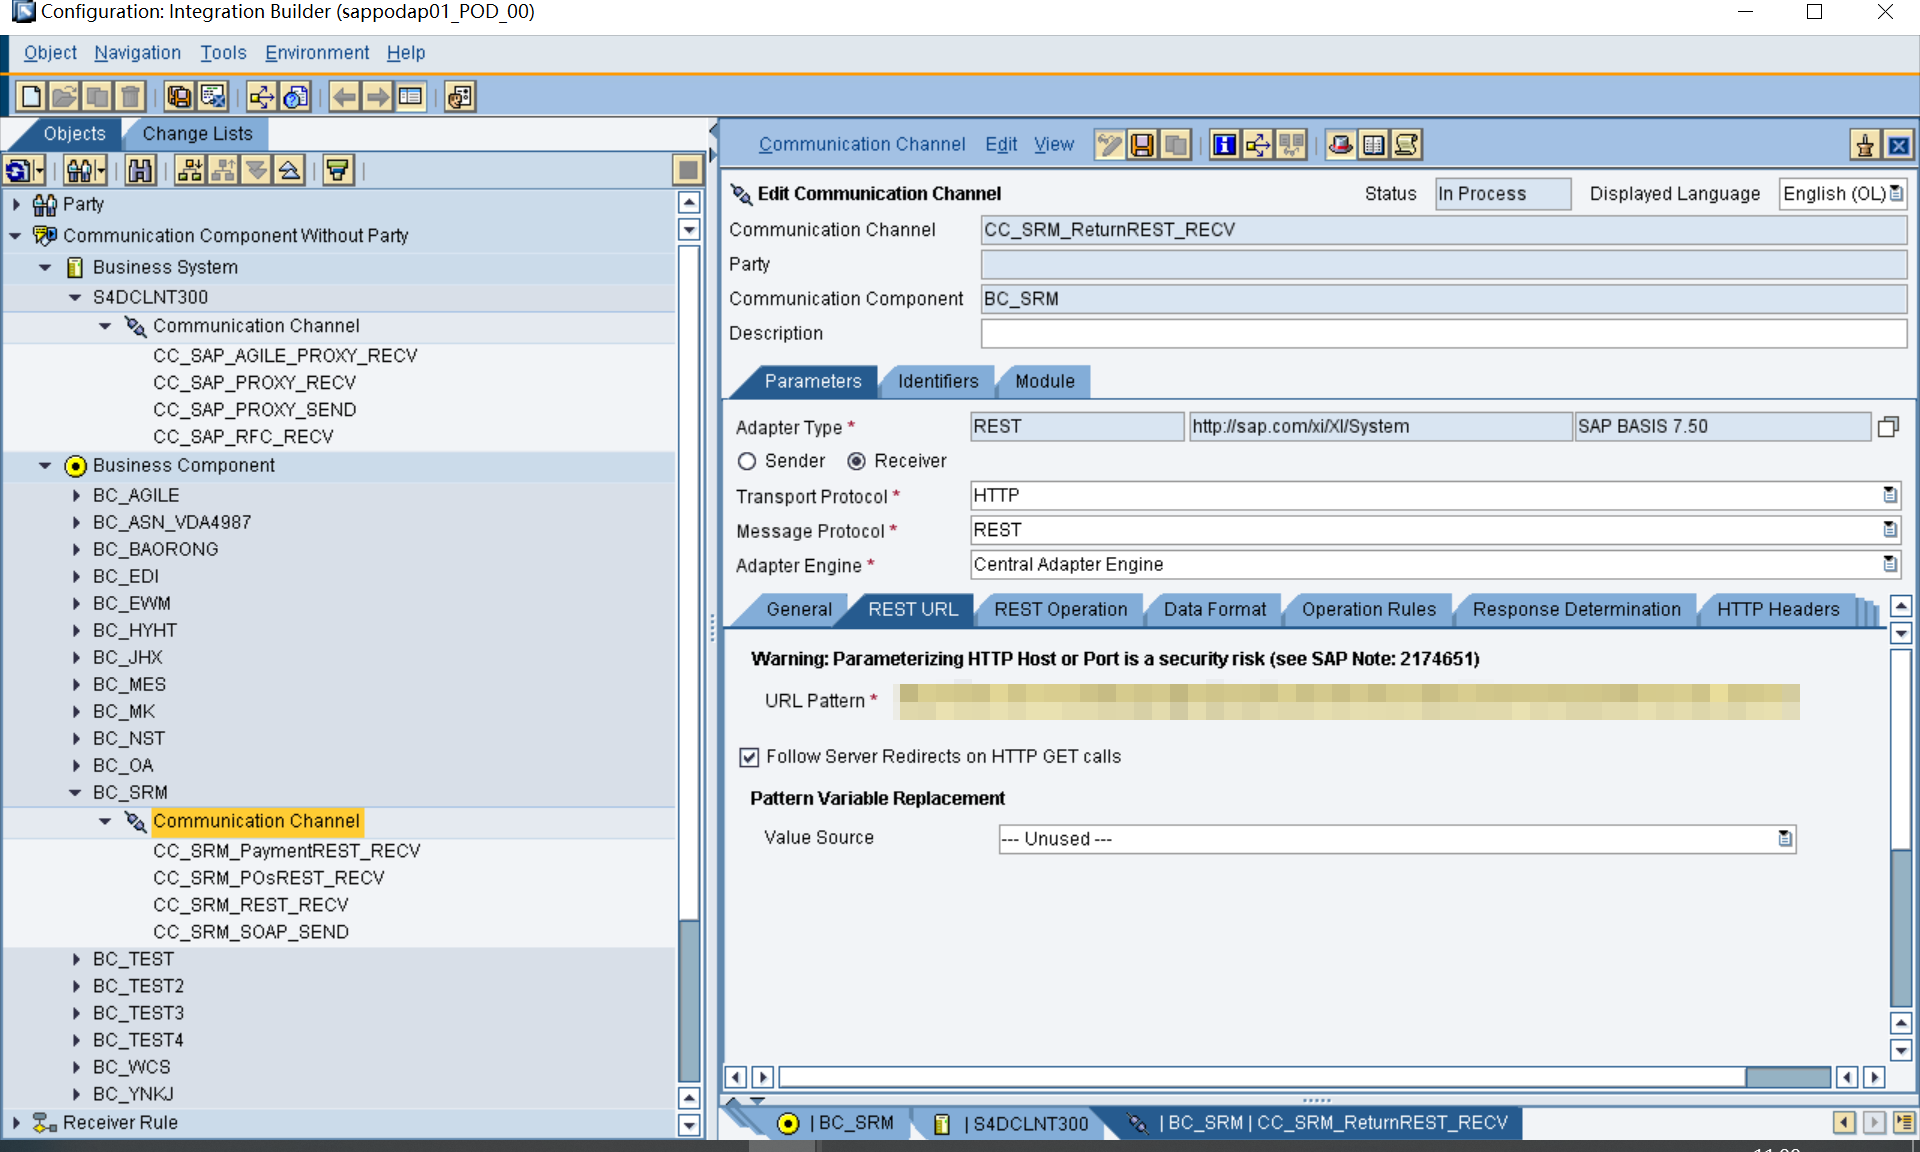 Configuration: Integration Builder (sappodap01_POD_00)
Object Navigation Tools Environment Help
Objects Change Lists
Party
Communication Component Without Party
Business System
S4DCLNT300
Communication Channel
CC_SAP_AGILE_PROXY_RECV
CC_SAP_PROXY_RECV
CC_SAP_PROXY_SEND
CC_SAP_RFC_RECV
Business Component
BC_AGILE
BC_ASN_VDA4987
BC_BAORONG
BC_EDI
BC_EWM
BC_HYHT
BC_JHX
BC_MES
BC_MK
BC_NST
BC_OA
BC_SRM
Communication Channel
CC_SRM_PaymentREST_RECV
CC_SRM_POsREST_RECV
CC_SRM_REST_RECV
CC_SRM_SOAP_SEND
BC_TEST
BC_TEST2
BC_TEST3
BC_TEST4
BC_WCS
BC_YNKJ
Receiver Rule
Communication Channel Edit View
Edit Communication Channel Status In Process Displayed Language English (OL)
Communication Channel CC_SRM_ReturnREST_RECV
Party
Communication Component BC_SRM
Description
Parameters Identifiers Module
Adapter Type * REST http://sap.com/xi/XI/System SAP BASIS 7.50
Sender Receiver
Transport Protocol * HTTP
Message Protocol * REST
Adapter Engine * Central Adapter Engine
General REST URL REST Operation Data Format Operation Rules Response Determination HTTP Headers
Warning: Parameterizing HTTP Host or Port is a security risk (see SAP Note: 2174651)
URL Pattern *
Follow Server Redirects on HTTP GET calls
Pattern Variable Replacement
Value Source --- Unused ---
| BC_SRM | S4DCLNT300 | BC_SRM | CC_SRM_ReturnREST_RECV